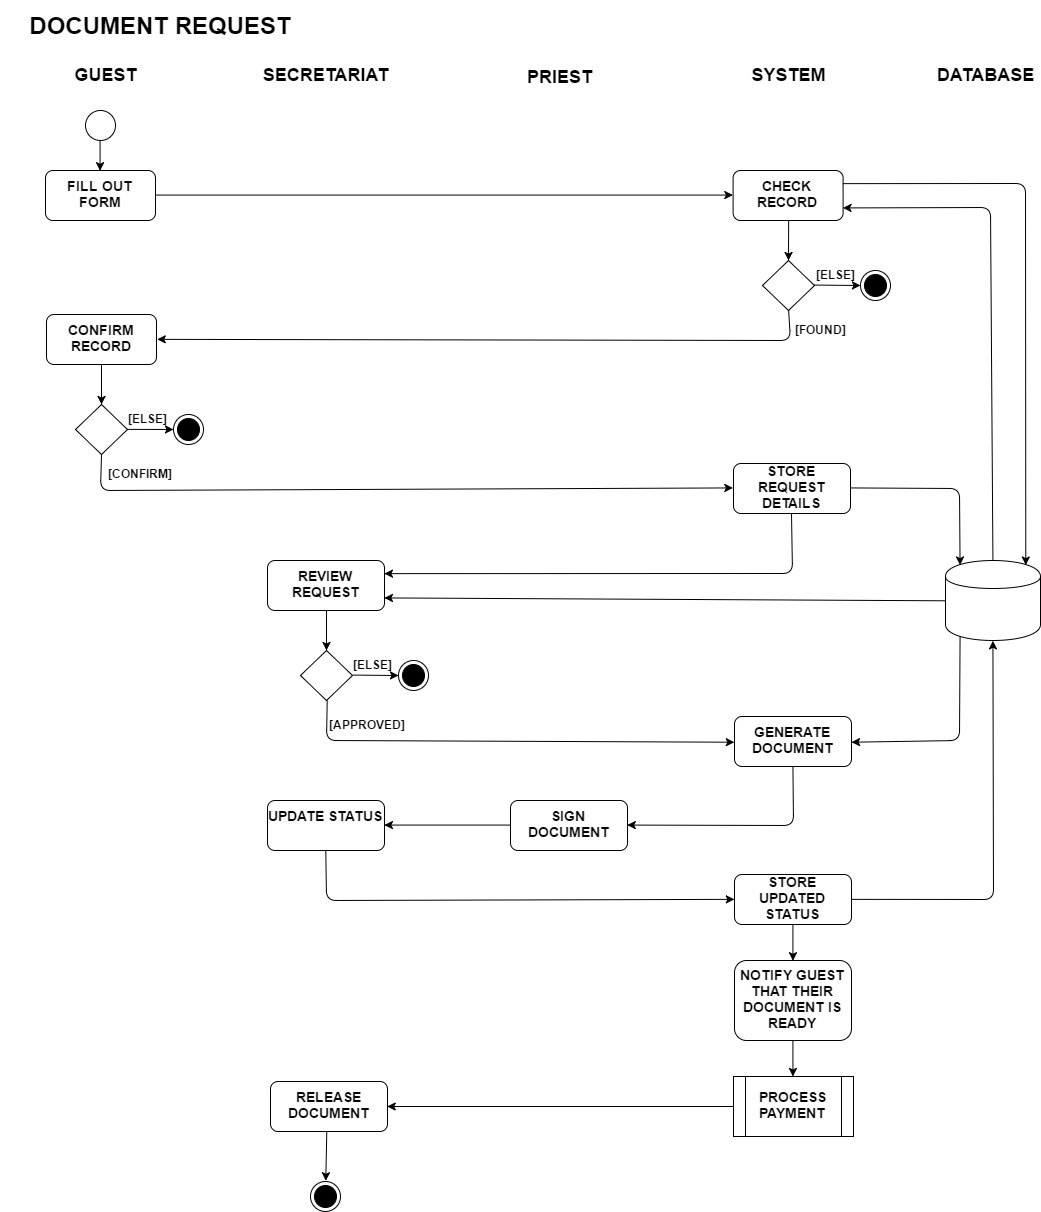 DOCUMENT REQUEST
GUEST
SECRETARIAT
PRIEST
SYSTEM
DATABASE
FILL OUT
FORM
CHECK
RECORD
[ELSE]
[FOUND]
CONFIRM
RECORD
[ELSE]
[CONFIRM]
STORE
REQUEST
DETAILS
REVIEW
REQUEST
[ELSE]
[APPROVED]
GENERATE
DOCUMENT
UPDATE STATUS
SIGN
DOCUMENT
STORE
UPDATED
STATUS
NOTIFY GUEST
THAT THEIR
DOCUMENT IS
READY
RELEASE
DOCUMENT
PROCESS
PAYMENT